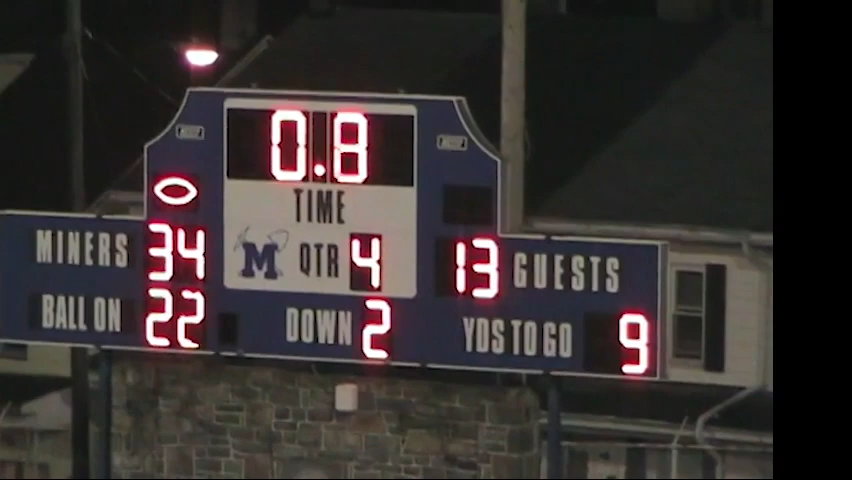 0.8
TIME
MINERS 34 M QTR 4 13 GUESTS
BALL ON 22 DOWN 2 YDS TO GO 9